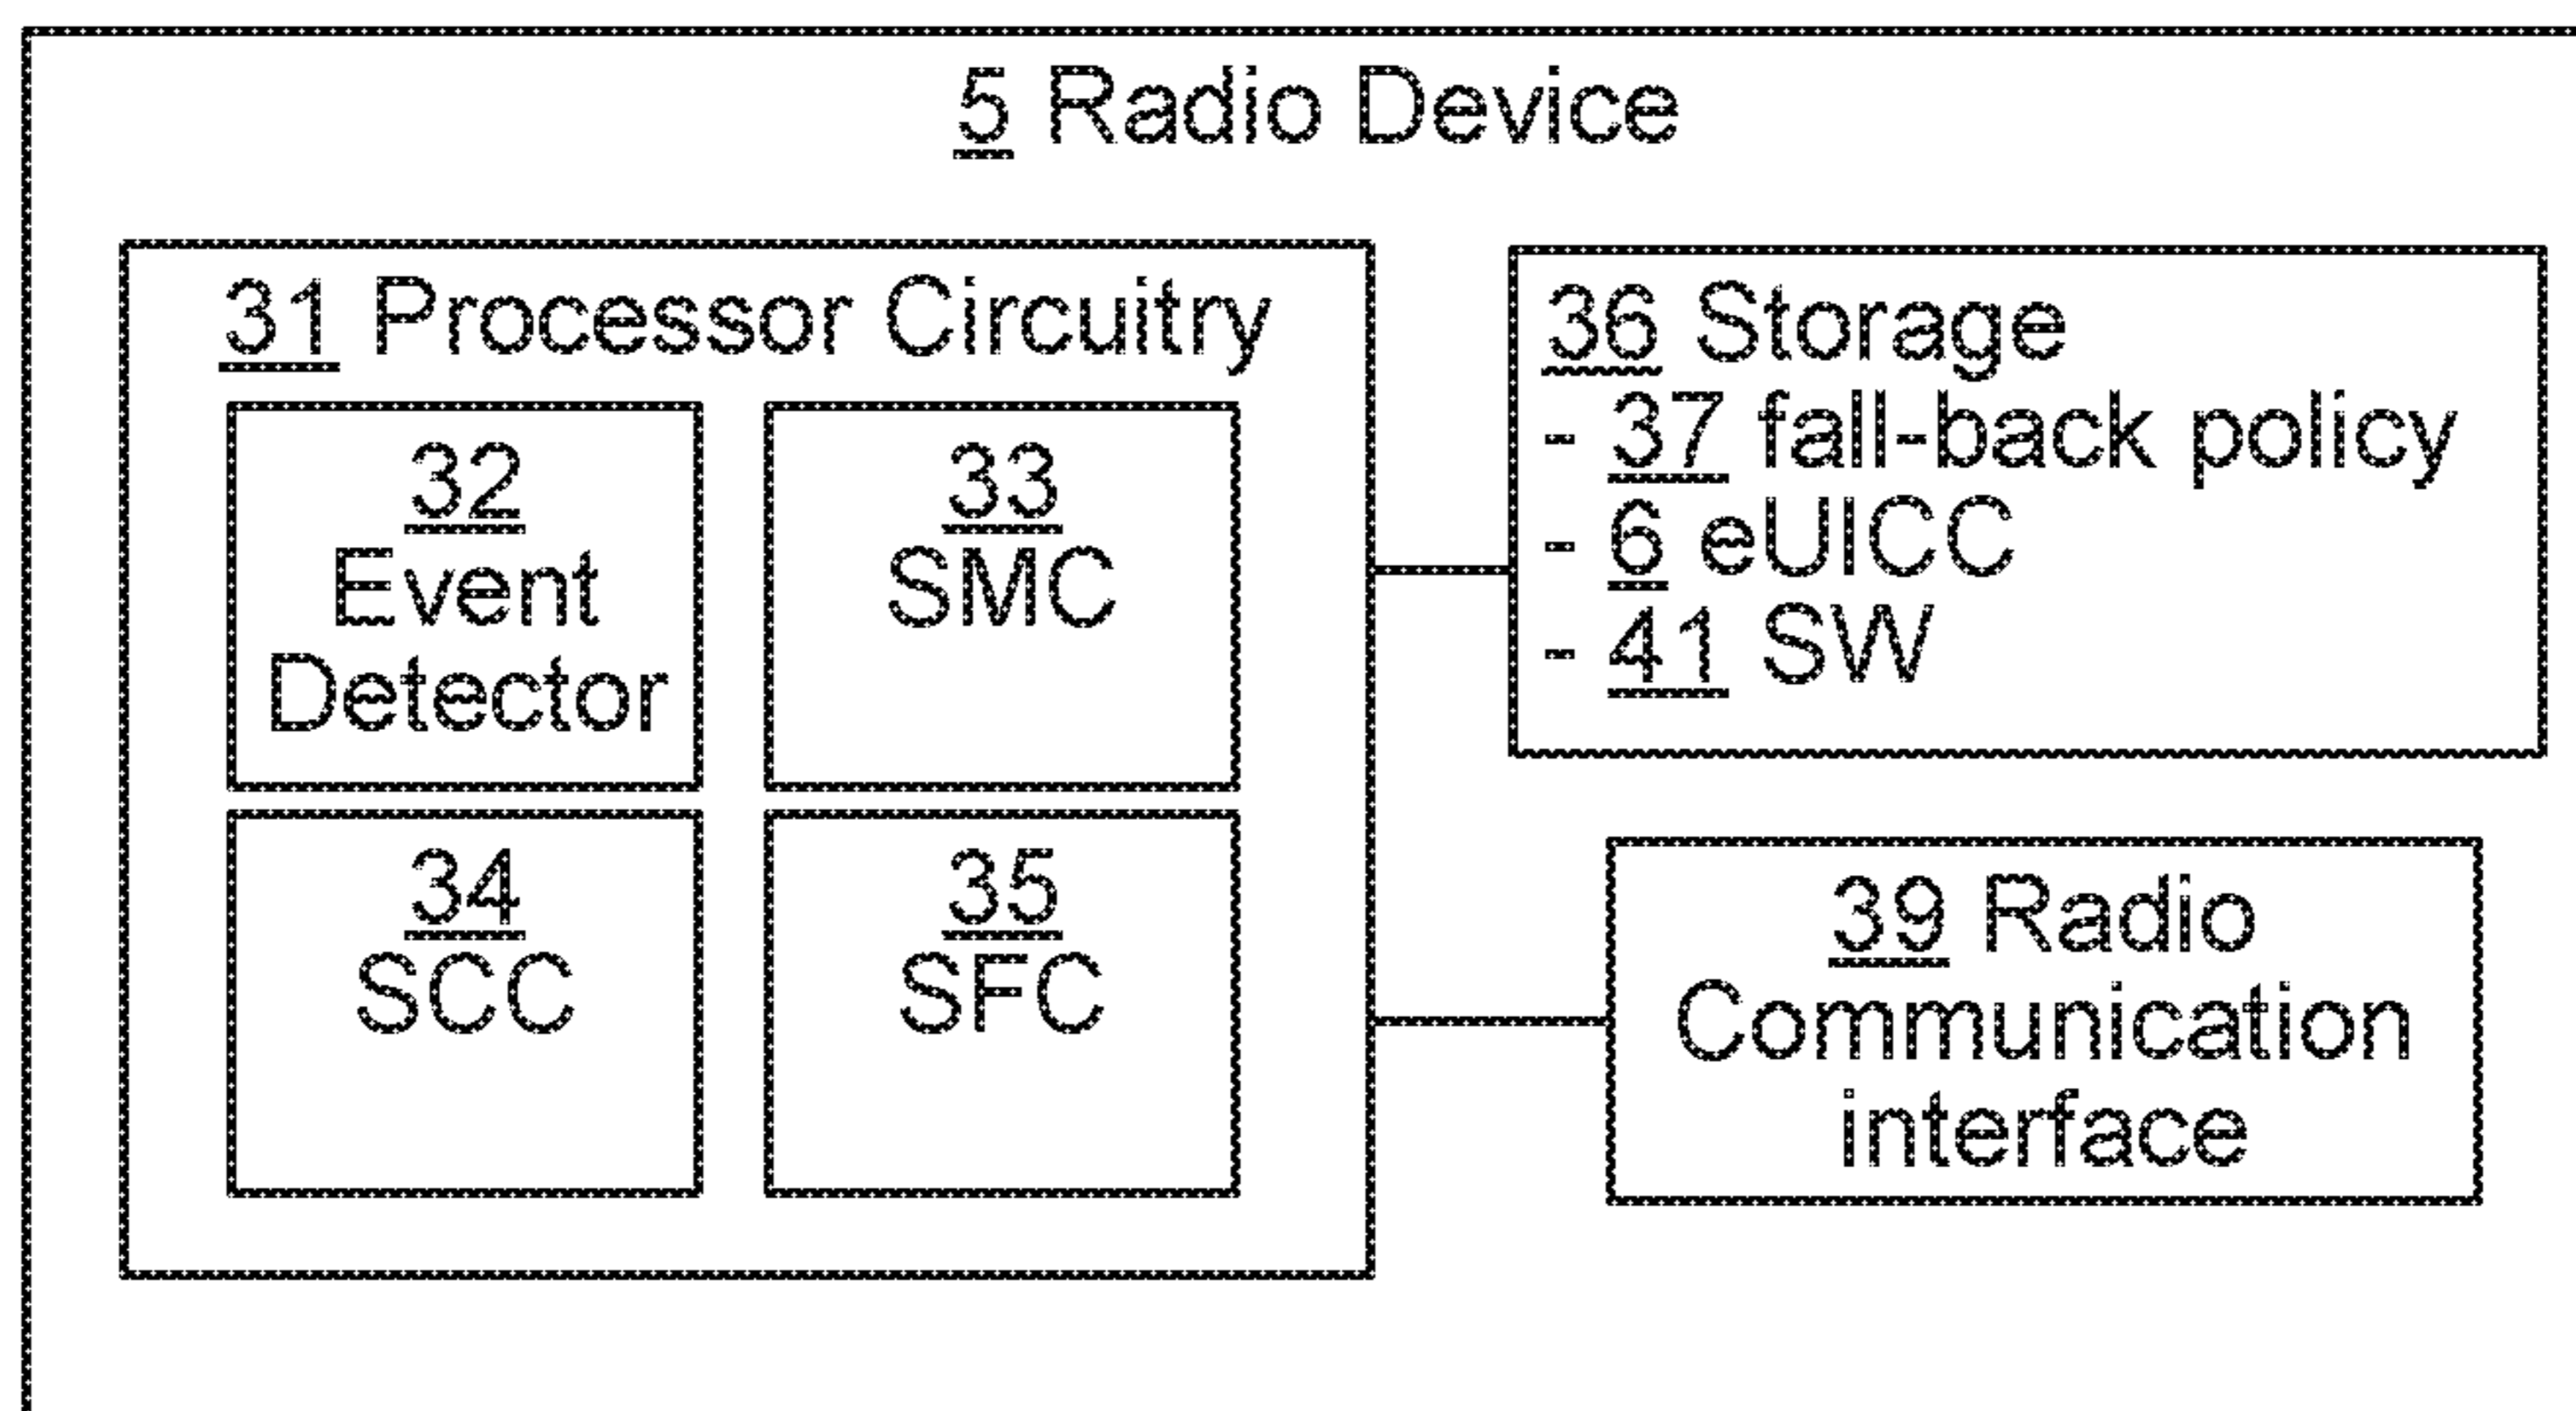 5 Radio Device
31 Processor Circuitry
32
Event
Detector
33
SMC
34
SCC
35
SFC
36 Storage
- 37 fall-back policy
- 6 eUICC
- 41 SW
39 Radio
Communication
interface